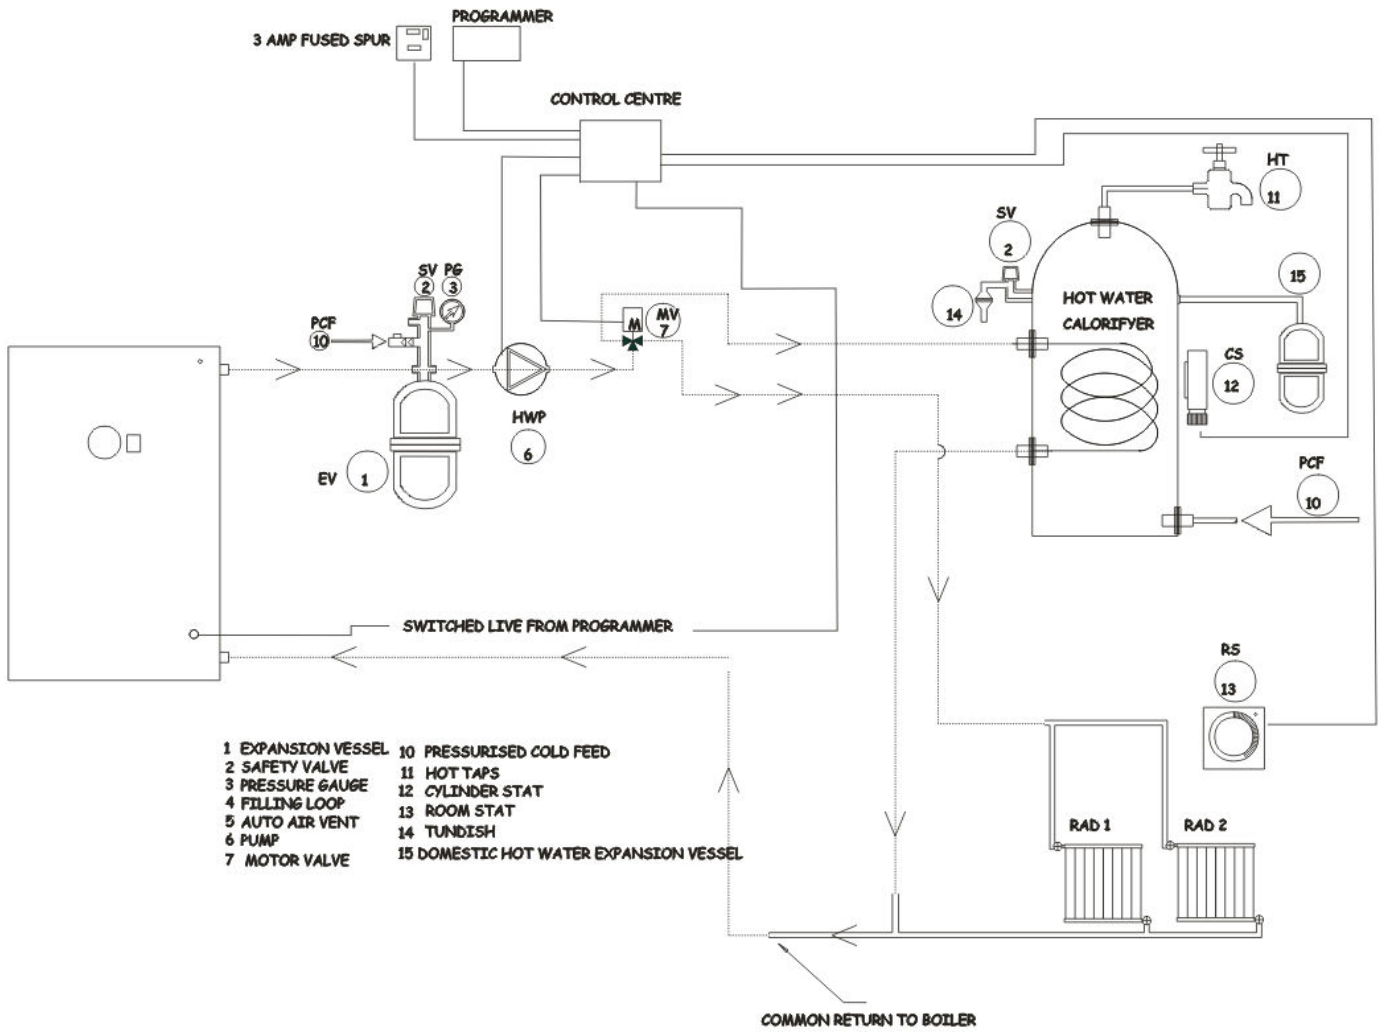 PROGRAMMER
3 AMP FUSED SPUR
CONTROL CENTRE
HT
11
SV
2
15
14
HOT WATER
CALORIFYER
SV PG
2 3
PCF
10
M
MV
7
CS
12
HWP
6
EV 1
PCF
10
SWITCHED LIVE FROM PROGRAMMER
RS
13
1 EXPANSION VESSEL
2 SAFETY VALVE
3 PRESSURE GAUGE
4 FILLING LOOP
5 AUTO AIR VENT
6 PUMP
7 MOTOR VALVE
10 PRESSURISED COLD FEED
11 HOT TAPS
12 CYLINDER STAT
13 ROOM STAT
14 TUNDISH
15 DOMESTIC HOT WATER EXPANSION VESSEL
RAD 1
RAD 2
COMMON RETURN TO BOILER